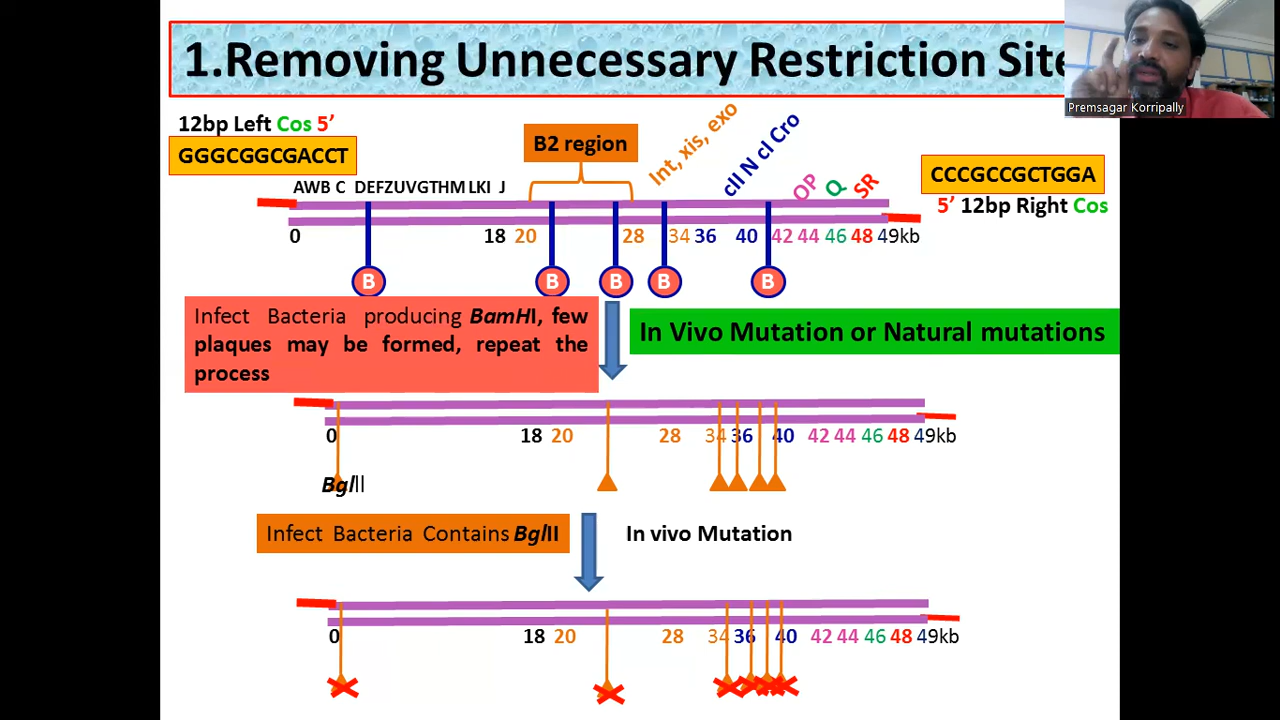 1.Removing Unnecessary Restriction Site
Premsagar Korripally
12bp Left Cos 5’
GGGCGGCGACCT
B2 region
Int, xis, exo
cII N cI Cro
OP
Q
SR
CCCGCCGCTGGA
5’ 12bp Right Cos
AWB C DEFZUVGTHM LKI J
0 18 20 28 34 36 40 42 44 46 48 49kb
B B B B B
Infect Bacteria producing BamHI, few
plaques may be formed, repeat the
process
In Vivo Mutation or Natural mutations
0 18 20 28 34 36 40 42 44 46 48 49kb
BglII
Infect Bacteria Contains BglII
In vivo Mutation
0 18 20 28 34 36 40 42 44 46 48 49kb